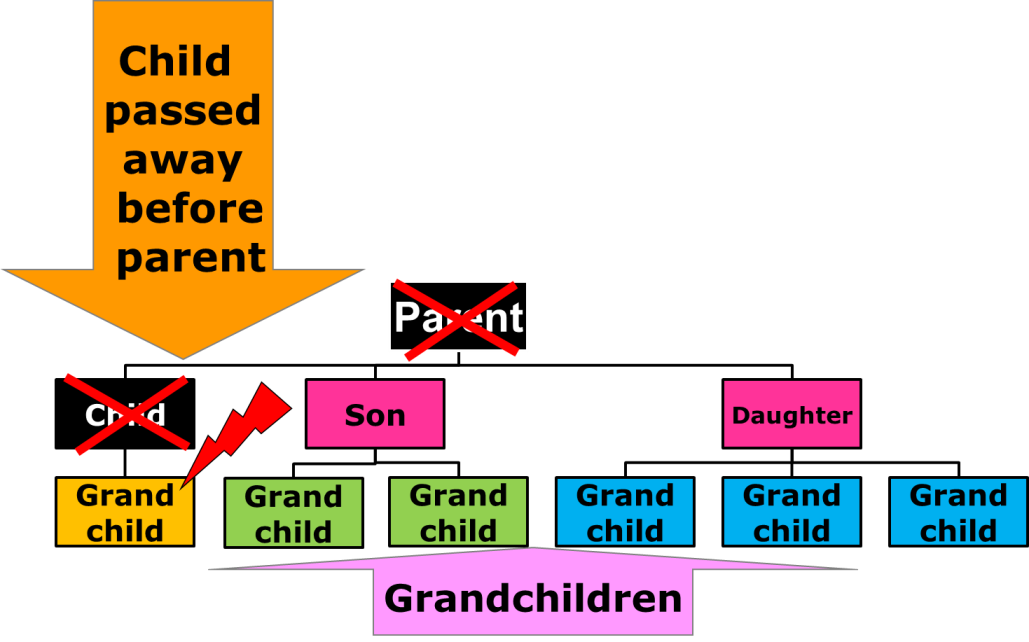 Child
passed
away
before
parent
Parent
Child
Son
Daughter
Grand
child
Grand
child
Grand
child
Grand
child
Grand
child
Grand
child
Grandchildren